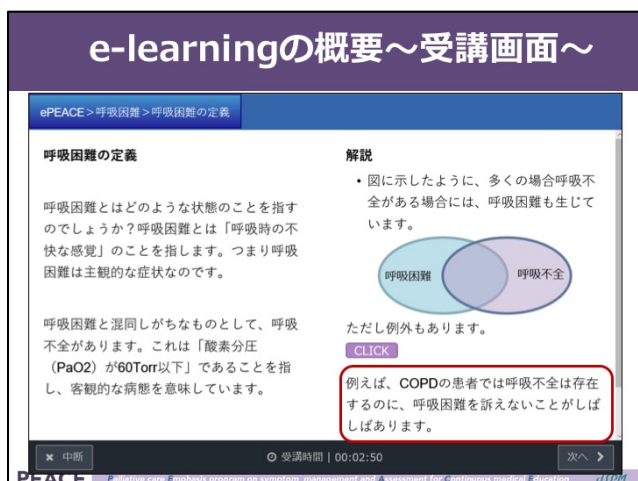 e-learningの概要～受講画面～
ePEACE＞呼吸困難＞呼吸困難の定義
呼吸困難の定義
呼吸困難とはどのような状態のことを指す
のでしょうか？呼吸困難とは「呼吸時の不
快な感覚」のことを指します。つまり呼吸
困難は主観的な症状なのです。
呼吸困難と混同しがちなものとして、呼吸
不全があります。これは「酸素分圧
（PaO2）が60Torr以下」であることを指
し、客観的な病態を意味しています。
解説
・図に示したように、多くの場合呼吸不
全がある場合には、呼吸困難も生じて
います。
呼吸困難
呼吸不全
ただし例外もあります。
CLICK
例えば、COPDの患者では呼吸不全は存在
するのに、呼吸困難を訴えないことがしば
しばあります。
× 中断
受講時間 | 00:02:50
次へ ❯
PEACE Palliative care Emphasis program on symptom management and Assessment for Continuous medical Education
JSPM